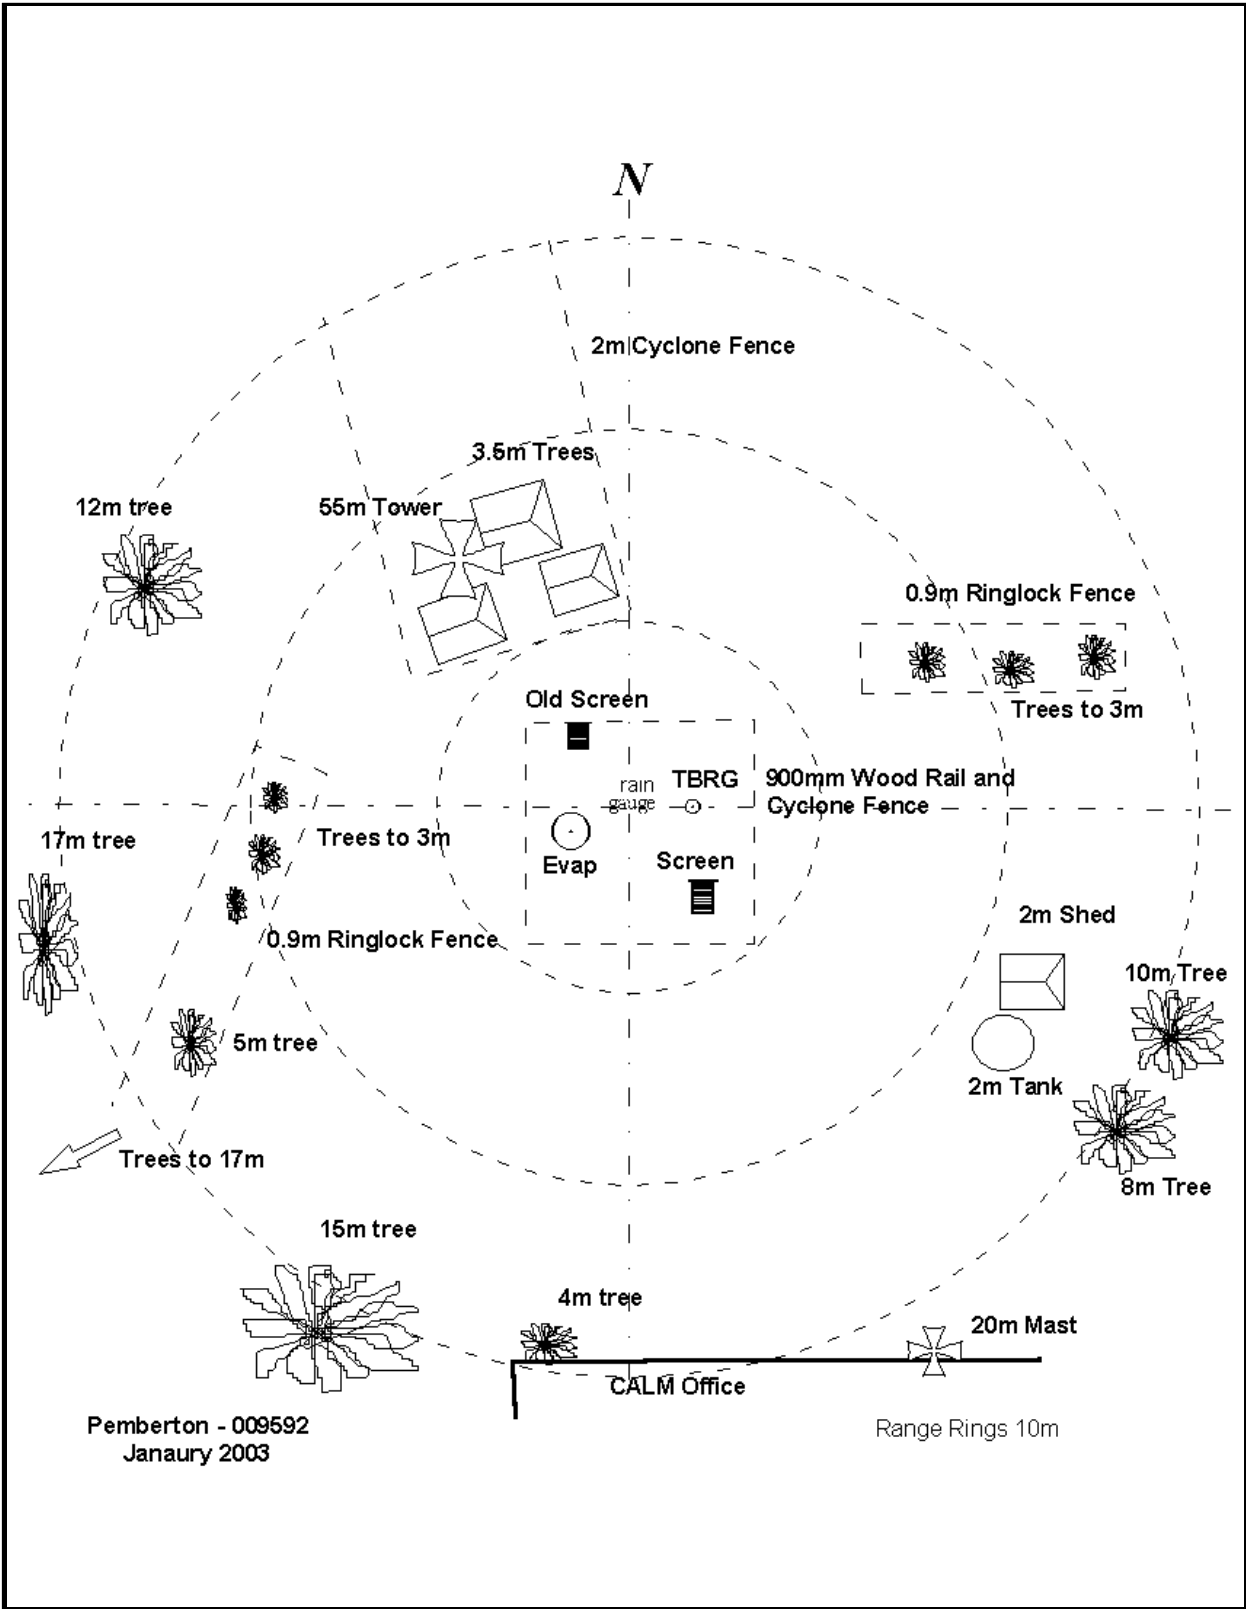 N
2m Cyclone Fence
3.5m Trees
12m tree
55m Tower
0.9m Ringlock Fence
Trees to 3m
Old Screen
rain
gauge
TBRG
900mm Wood Rail and
Cyclone Fence
17m tree
Trees to 3m
Evap
Screen
0.9m Ringlock Fence
2m Shed
10m Tree
5m tree
2m Tank
Trees to 17m
8m Tree
15m tree
4m tree
20m Mast
CALM Office
Pemberton - 009592
Janaury 2003
Range Rings 10m